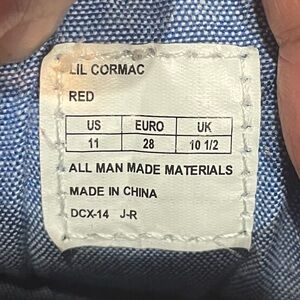 LIL CORMAC
RED
US EURO UK
11 28 10 1/2
ALL MAN MADE MATERIALS
MADE IN CHINA
DCX-14 J-R